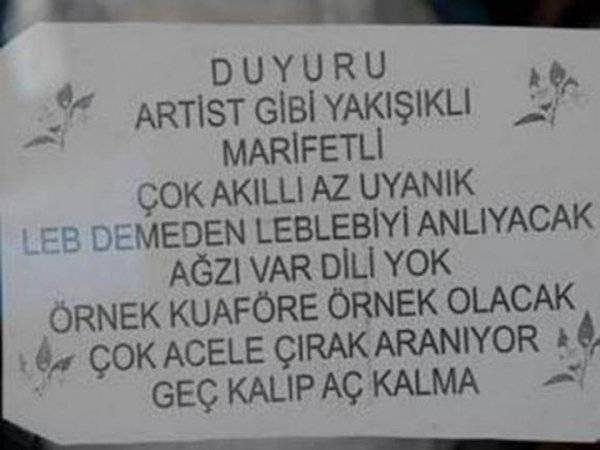 DUYURU
ARTİST GİBİ YAKIŞIKLI
MARİFETLİ
ÇOK AKILLI AZ UYANIK
LEB DEMEDEN LEBLEBİYİ ANLIYACAK
AĞZI VAR DİLİ YOK
ÖRNEK KUAFÖRE ÖRNEK OLACAK
ÇOK ACELE ÇIRAK ARANIYOR
GEÇ KALIP AÇ KALMA